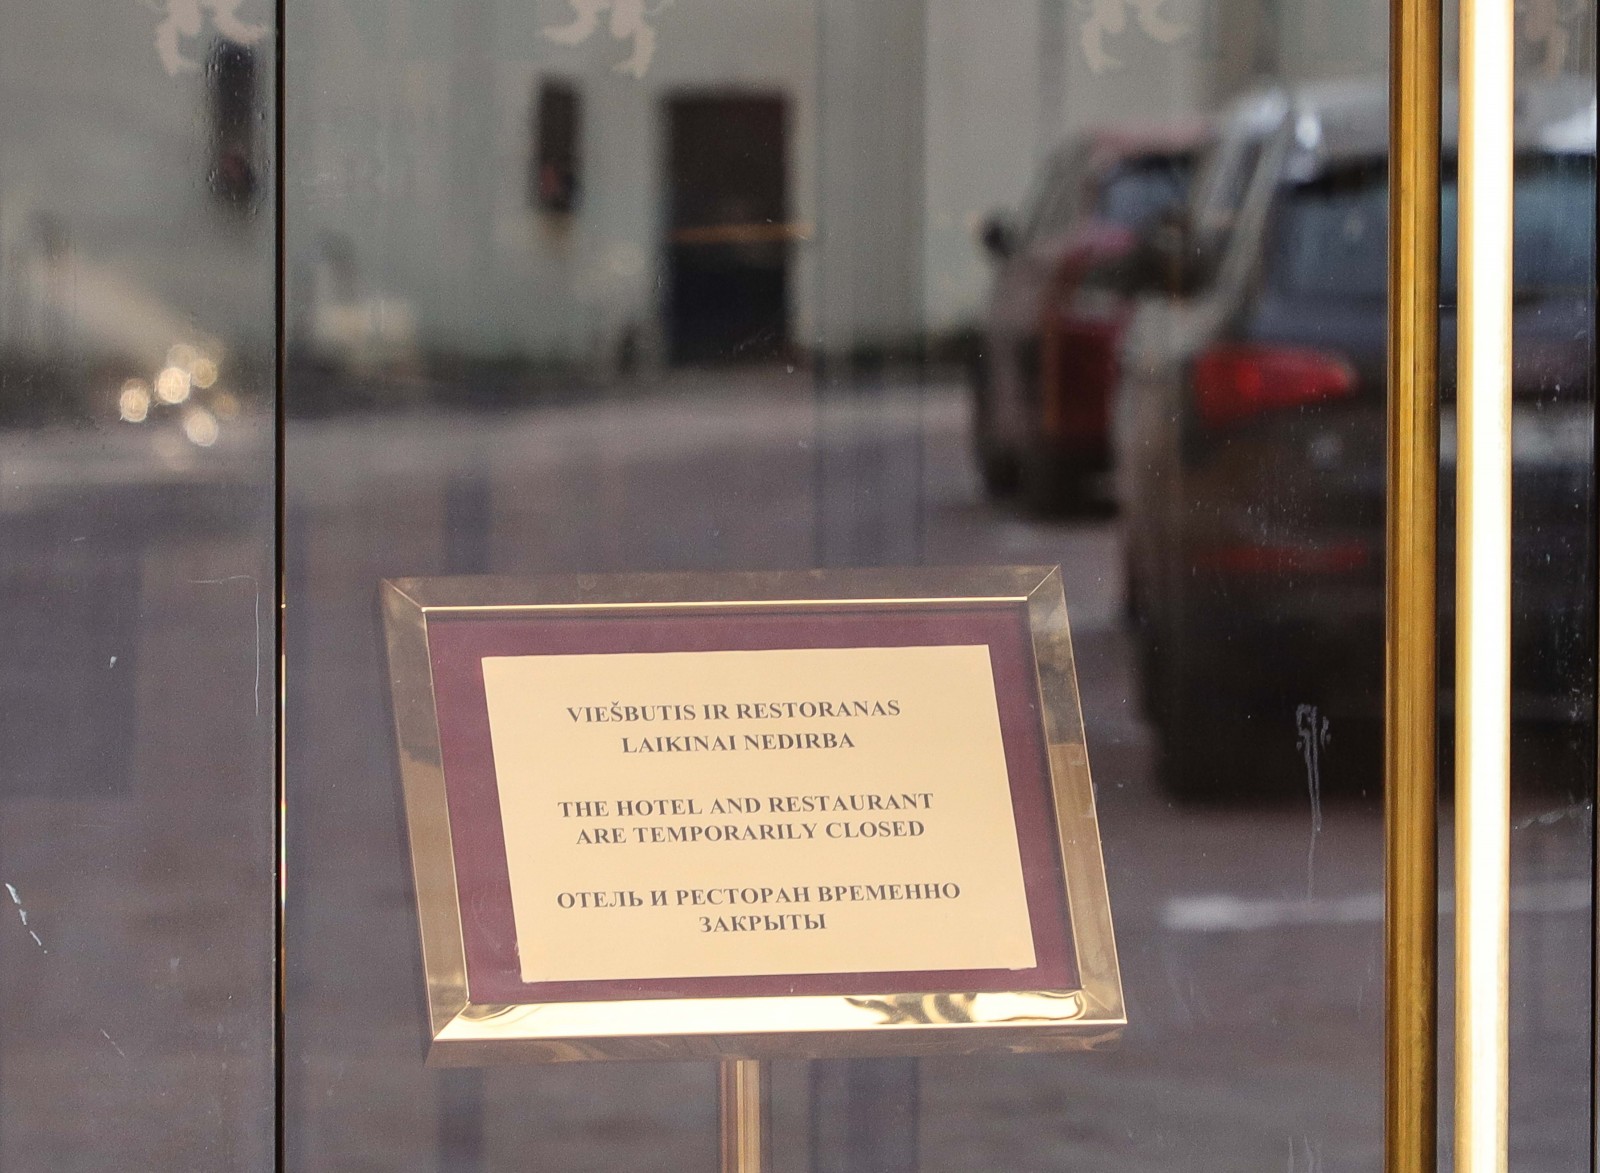 VIEŠBUTIS IR RESTORANAS
LAIKINAI NEDIRBA
THE HOTEL AND RESTAURANT
ARE TEMPORARILY CLOSED
ОТЕЛЬ И РЕСТОРАН ВРЕМЕННО
ЗАКРЫТЫ